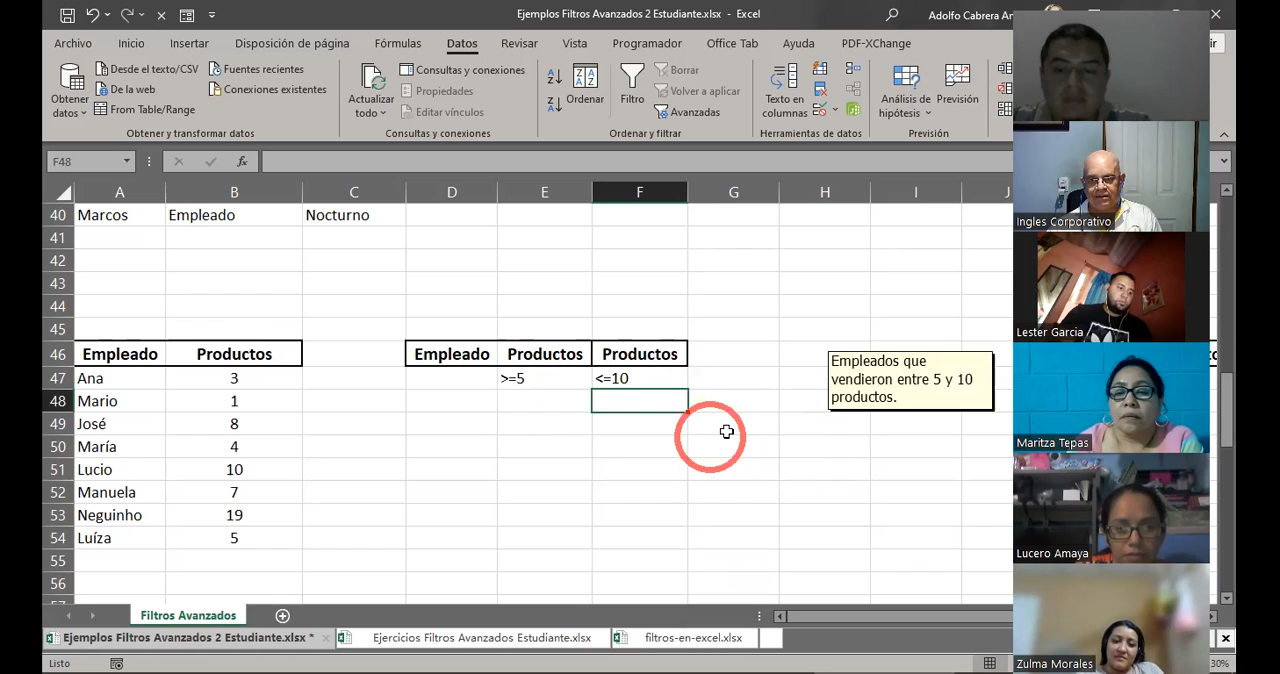 Ejemplos Filtros Avanzados 2 Estudiante.xlsx - Excel
Adolfo Cabrera An
Archivo Inicio Insertar Disposición de página Fórmulas Datos Revisar Vista Programador Office Tab Ayuda PDF-XChange
Obtener datos
Desde el texto/CSV
De la web
From Table/Range
Fuentes recientes
Conexiones existentes
Obtener y transformar datos
Actualizar todo
Consultas y conexiones
Propiedades
Editar vínculos
Consultas y conexiones
Ordenar
Filtro
Borrar
Volver a aplicar
Avanzadas
Ordenar y filtrar
Texto en columnas
Herramientas de datos
Análisis de hipótesis
Previsión
Previsión
F48
fx
A B C D E F G H I J
40 Marcos Empleado Nocturno
41
42
43
44
45
46 Empleado Productos Empleado Productos Productos
47 Ana 3 >=5 <=10
48 Mario 1
49 José 8
50 María 4
51 Lucio 10
52 Manuela 7
53 Neguinho 19
54 Luíza 5
55
56
Empleados que
vendieron entre 5 y 10
productos.
Filtros Avanzados
Ejemplos Filtros Avanzados 2 Estudiante.xlsx *
Ejercicios Filtros Avanzados Estudiante.xlsx
filtros-en-excel.xlsx
Listo
30%
Ingles Corporativo
Lester Garcia
Maritza Tepas
Lucero Amaya
Zulma Morales